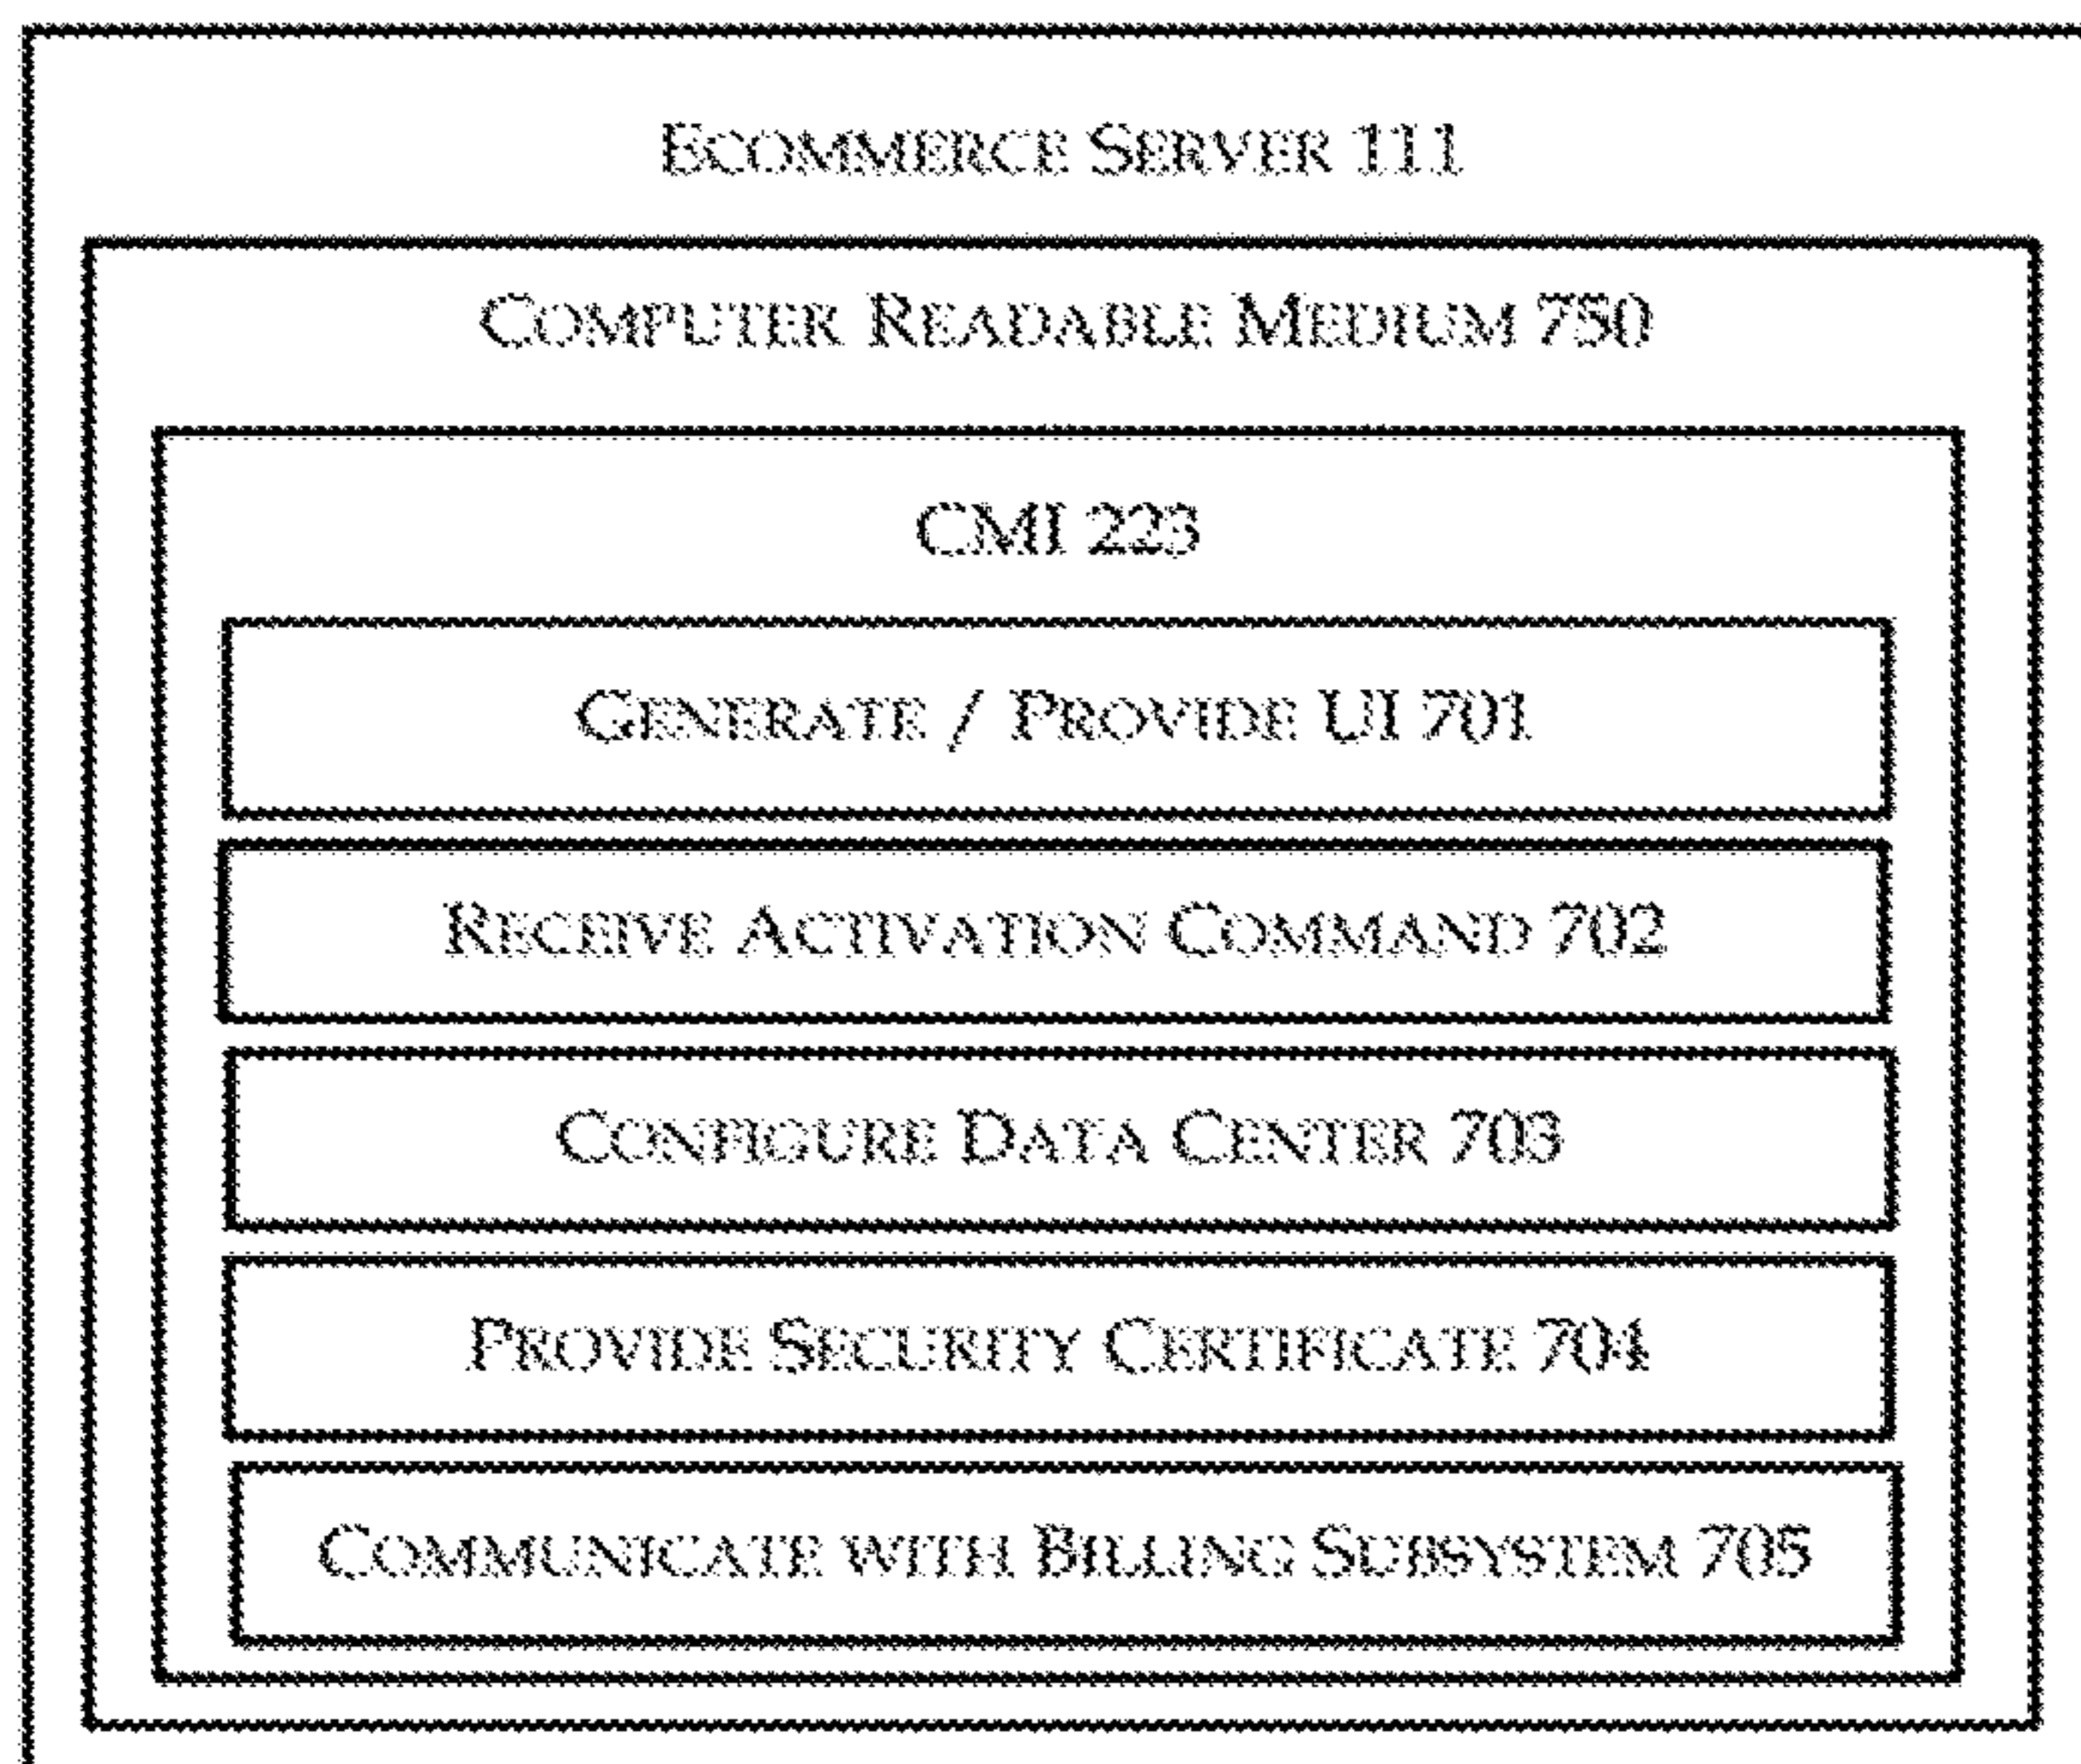 ECOMMERCE SERVER 111
COMPUTER READABLE MEDIUM 750
CMI 223
GENERATE / PROVIDE UI 701
RECEIVE ACTIVATION COMMAND 702
CONFIGURE DATA CENTER 703
PROVIDE SECURITY CERTIFICATE 704
COMMUNICATE WITH BILLING SUBSYSTEM 705